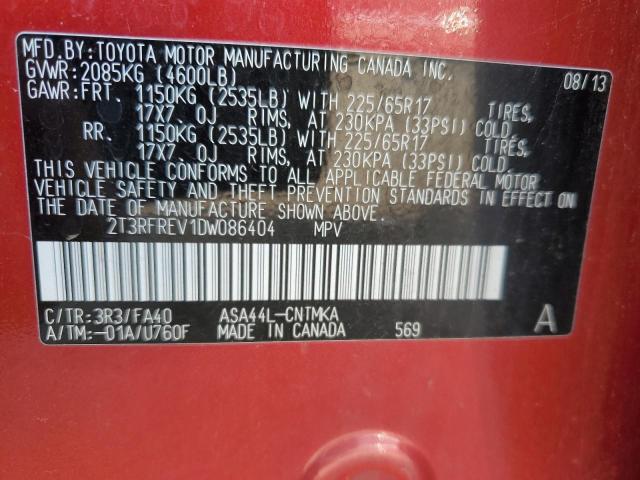 MFD.BY:TOYOTA MOTOR MANUFACTURING CANADA INC.
GVWR:2085KG (4600LB) 08/13
GAWR:FRT. 1150KG (2535LB) WITH 225/65R17 TIRES,
17X7.0J RIMS, AT 230KPA (33PSI) COLD.
RR. 1150KG (2535LB) WITH 225/65R17 TIRES,
17X7.0J RIMS, AT 230KPA (33PSI) COLD.
THIS VEHICLE CONFORMS TO ALL APPLICABLE FEDERAL MOTOR
VEHICLE SAFETY AND THEFT PREVENTION STANDARDS IN EFFECT ON
THE DATE OF MANUFACTURE SHOWN ABOVE.
2T3RFREV1DW086404 MPV
C/TR:3R3/FA40 ASA44L-CNTMKA
A/TM:-01A/U760F MADE IN CANADA 569 A